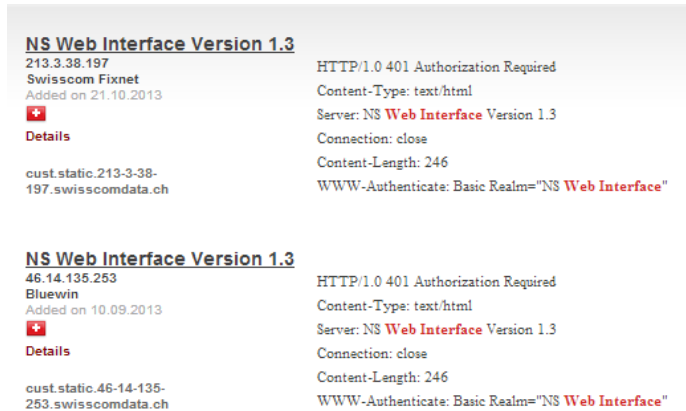 NS Web Interface Version 1.3
213.3.38.197
Swisscom Fixnet
Added on 21.10.2013
Details
cust.static.213-3-38-
197.swisscomdata.ch
HTTP/1.0 401 Authorization Required
Content-Type: text/html
Server: NS Web Interface Version 1.3
Connection: close
Content-Length: 246
WWW-Authenticate: Basic Realm="NS Web Interface"
NS Web Interface Version 1.3
46.14.135.253
Bluewin
Added on 10.09.2013
Details
cust.static.46-14-135-
253.swisscomdata.ch
HTTP/1.0 401 Authorization Required
Content-Type: text/html
Server: NS Web Interface Version 1.3
Connection: close
Content-Length: 246
WWW-Authenticate: Basic Realm="NS Web Interface"